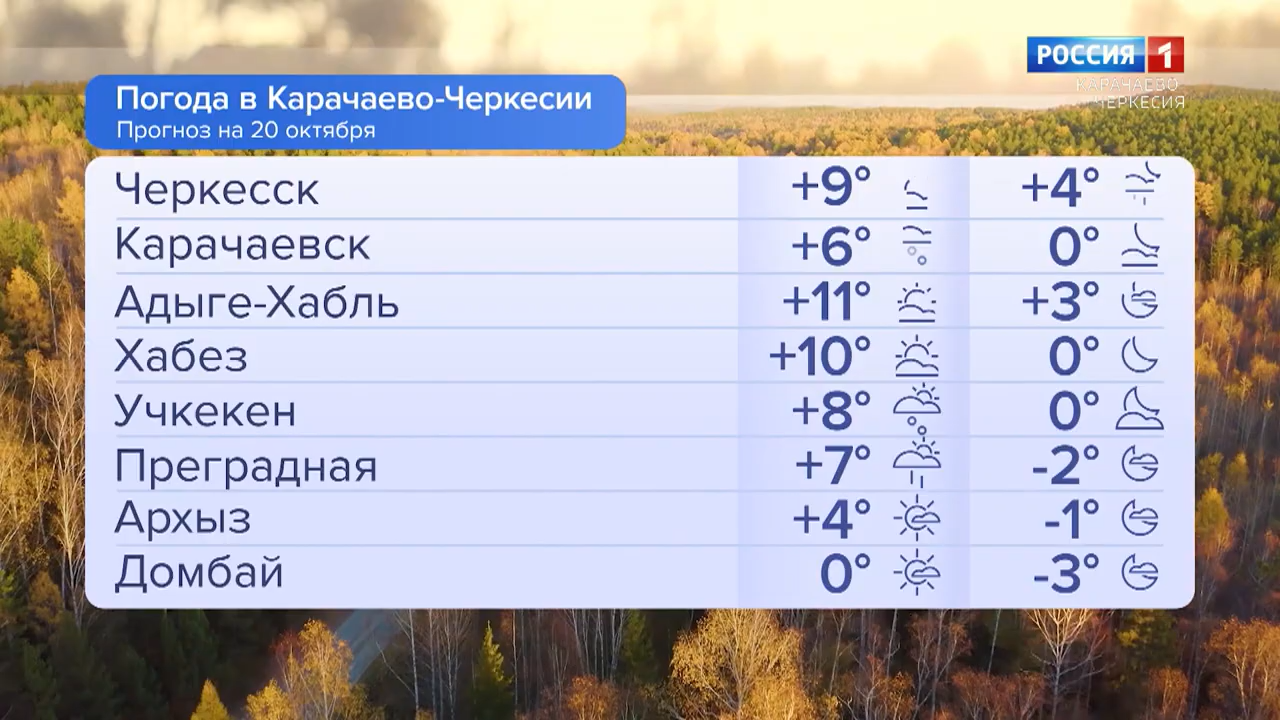 РОССИЯ 1
КАРАЧАЕВО
ЧЕРКЕСИЯ
Погода в Карачаево-Черкесии
Прогноз на 20 октября
Черкесск +9° +4°
Карачаевск +6° 0°
Адыге-Хабль +11° +3°
Хабез +10° 0°
Учкекен +8° 0°
Преградная +7° -2°
Архыз +4° -1°
Домбай 0° -3°